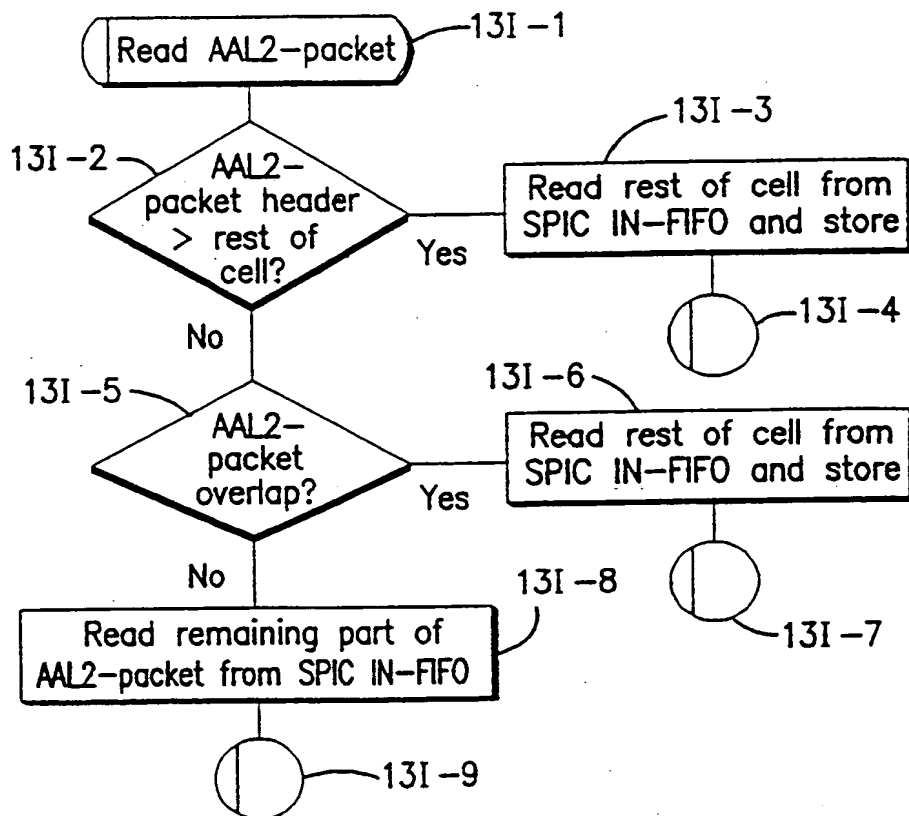 Read AAL2-packet
13I-1
13I-2
AAL2-
packet header
> rest of
cell?
Yes
13I-3
Read rest of cell from
SPIC IN-FIFO and store
13I-4
No
13I-5
AAL2-
packet
overlap?
Yes
13I-6
Read rest of cell from
SPIC IN-FIFO and store
13I-7
No
13I-8
Read remaining part of
AAL2-packet from SPIC IN-FIFO
13I-9